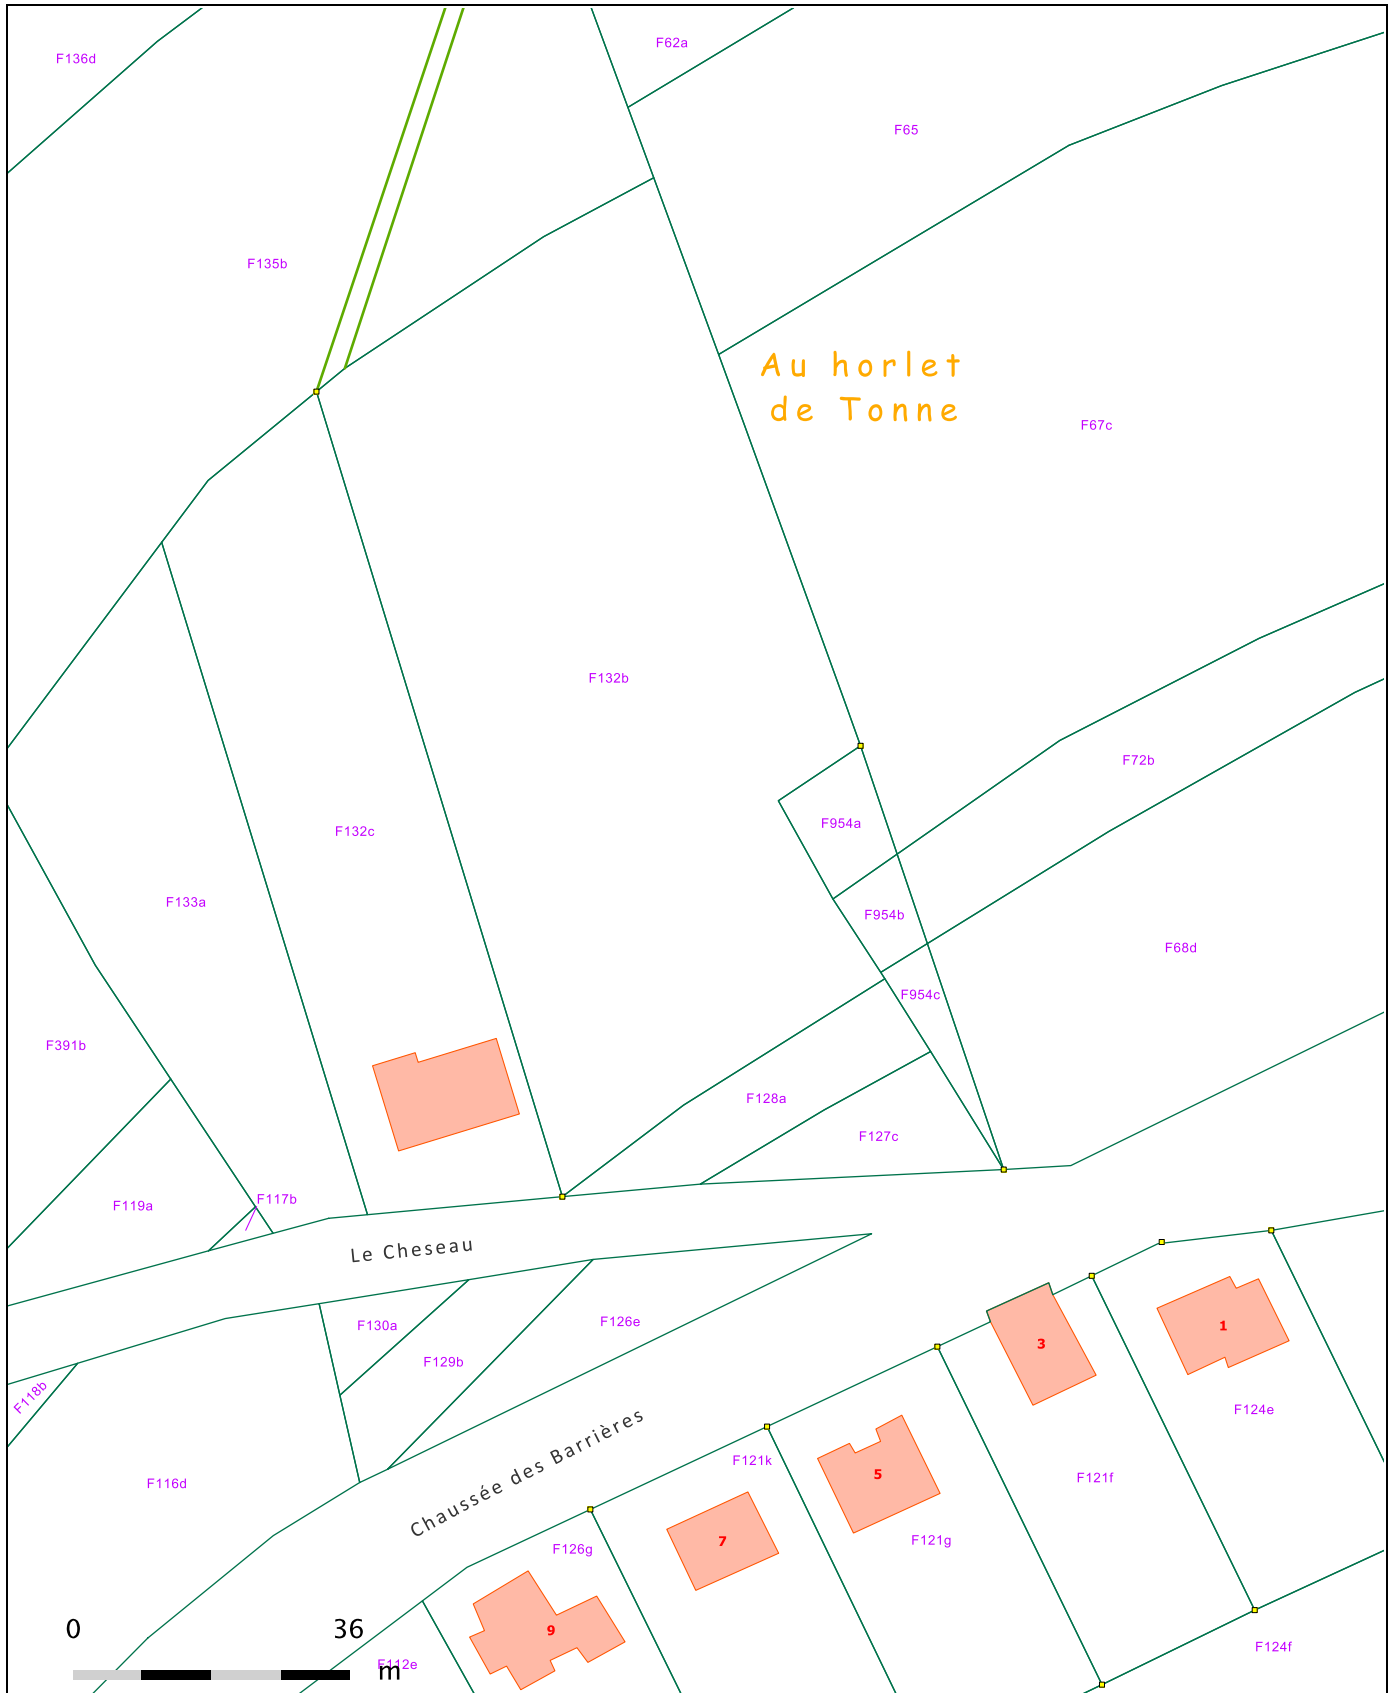 F62a
F136d
F65
F135b
Au horlet
de Tonne
F67c
F132b
F72b
F954a
F132c
F133a
F954b
F68d
F954c
F391b
F128a
F127c
F117b
F119a
Le Cheseau
F130a
F126e
1
3
F129b
F118b
F124e
Chaussée des Barrières
F121k
5
F121f
F116d
7
F121g
F126g
0
36
9
F124f
F112e
m